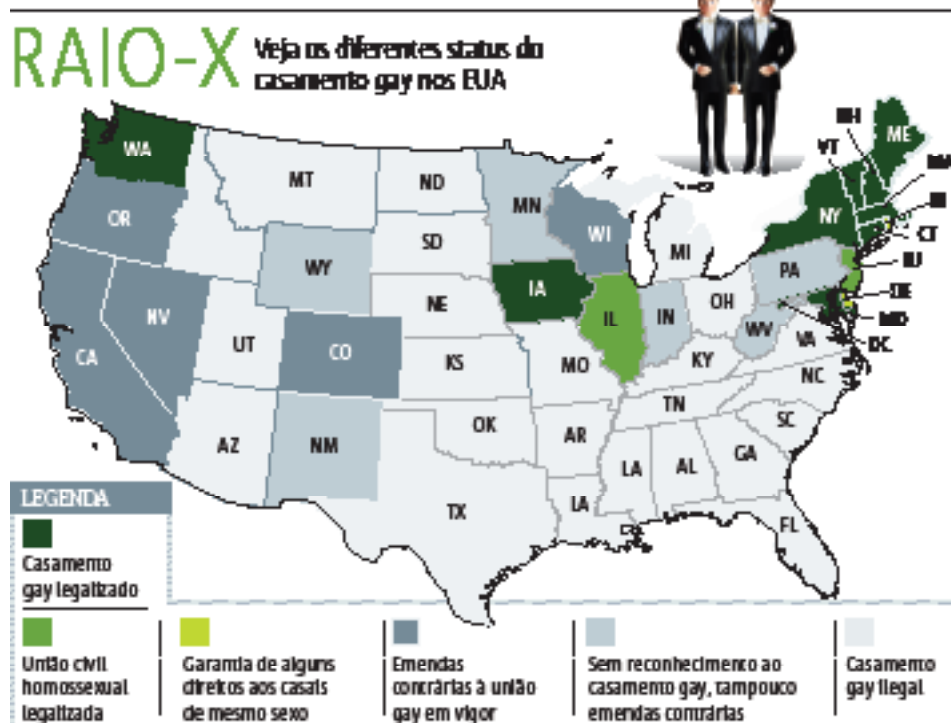 RAIO-X
Veja os diferentes status do
casamento gay nos EUA
WA
MT
ND
MN
OR
SD
WI
WY
MI
NY
ME
VT
NH
RI
CT
NJ
DE
MD
DC
PA
IA
NE
NV
IL
IN
OH
WV
VA
CA
UT
CO
KS
MO
KY
NC
TN
SC
AZ
NM
OK
AR
LA
AL
GA
LA
TX
FL
LEGENDA
Casamento
gay legalizado
União civil
homossexual
legalizada
Garantia de alguns
direitos aos casais
de mesmo sexo
Emendas
contrárias à união
gay em vigor
Sem reconhecimento ao
casamento gay, tampouco
emendas contrárias
Casamento
gay ilegal